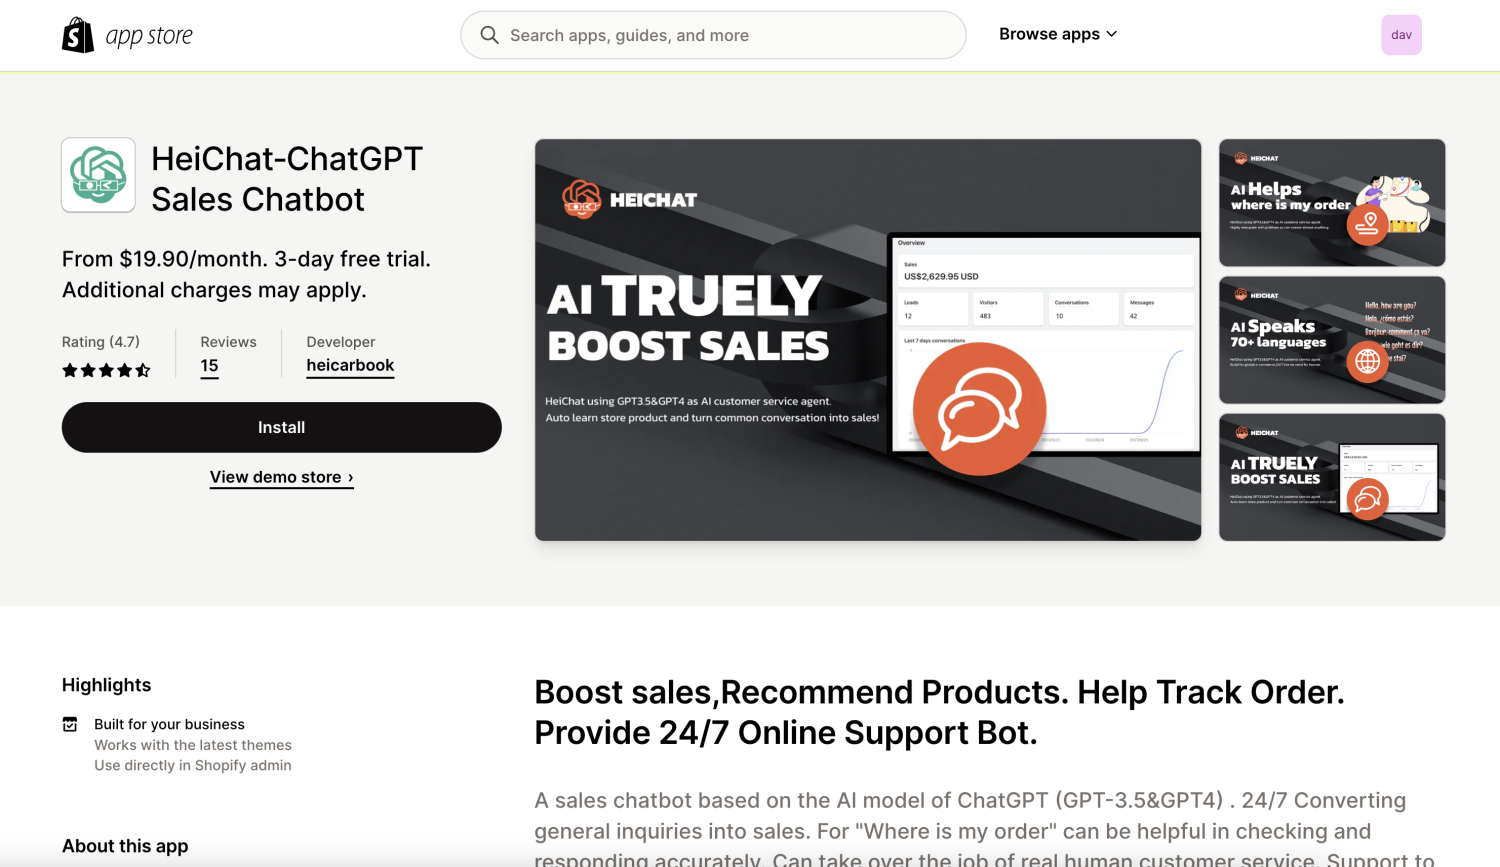 app store
Search apps, guides, and more
Browse apps
dav
HeiChat-ChatGPT
Sales Chatbot
From $19.90/month. 3-day free trial.
Additional charges may apply.
Rating (4.7)
Reviews
15
Developer
heicarbook
Install
View demo store ›
HEICHAT
AI TRUELY
BOOST SALES
HeiChat using GPT3.5&GPT4 as AI customer service agent.
Auto learn store product and turn common conversation into sales!
Overview
Sales
US$2,629.95 USD
Leads
12
Visitors
483
Conversations
10
Messages
42
Last 7 days conversations
HEICHAT
AI Helps
where is my order
HEICHAT
AI Speaks
70+ languages
Hello, how are you?
Hola, ¿cómo estás?
Bonjour, comment ça va?
wie geht es dir?
e stai?
HEICHAT
AI TRUELY
BOOST SALES
Highlights
Built for your business
Works with the latest themes
Use directly in Shopify admin
About this app
Boost sales,Recommend Products. Help Track Order.
Provide 24/7 Online Support Bot.
A sales chatbot based on the AI model of ChatGPT (GPT-3.5&GPT4) . 24/7 Converting
general inquiries into sales. For "Where is my order" can be helpful in checking and
responding accurately. Can take over the job of real human customer service. Support to